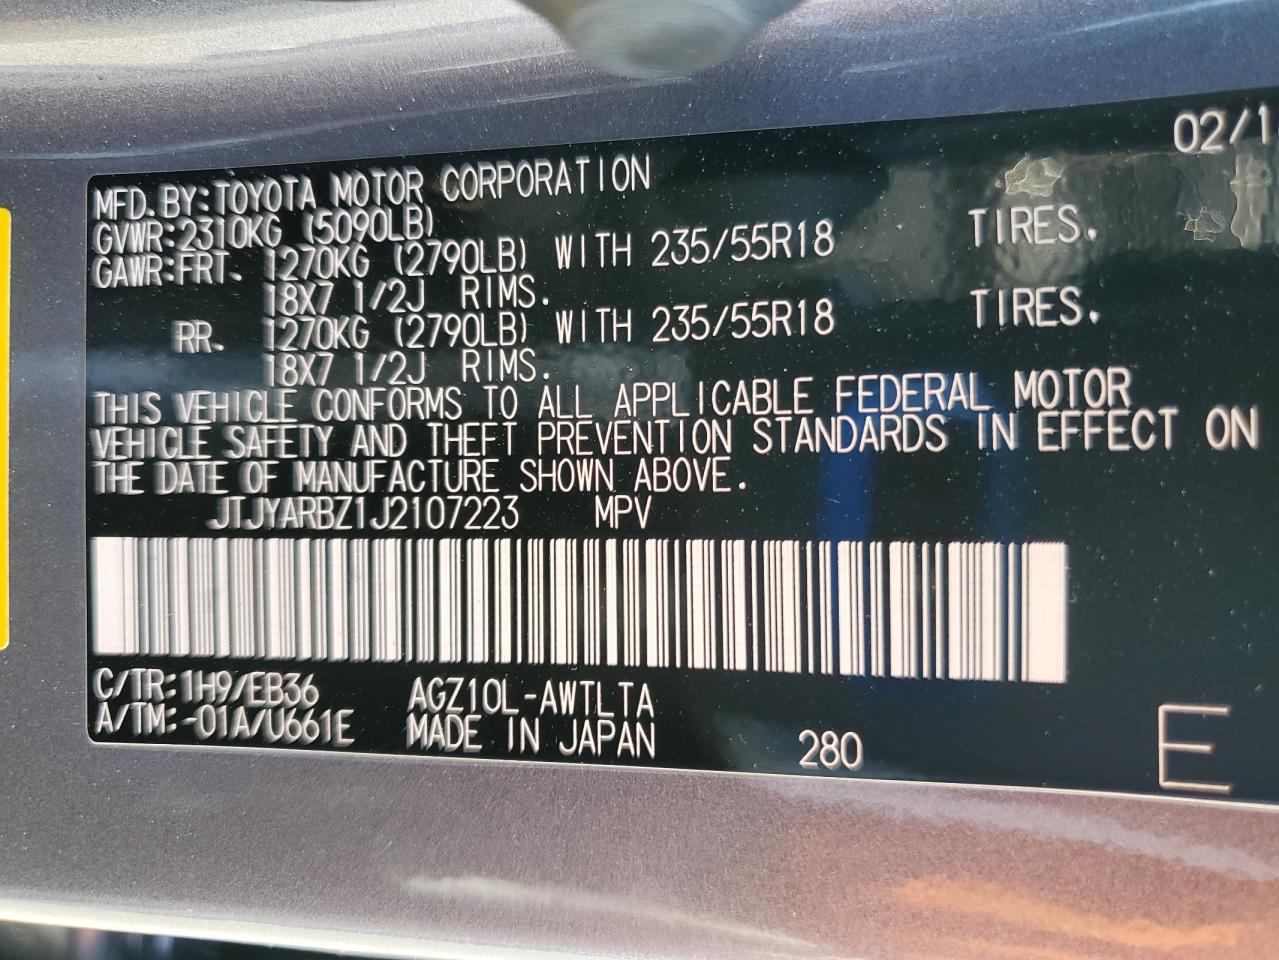 02/1
MFD.BY:TOYOTA MOTOR CORPORATION
GVWR:2310KG (5090LB)
GAWR:FRT. 1270KG (2790LB) WITH 235/55R18 TIRES.
18X7 1/2J RIMS.
RR. 1270KG (2790LB) WITH 235/55R18 TIRES.
18X7 1/2J RIMS.
THIS VEHICLE CONFORMS TO ALL APPLICABLE FEDERAL MOTOR
VEHICLE SAFETY AND THEFT PREVENTION STANDARDS IN EFFECT ON
THE DATE OF MANUFACTURE SHOWN ABOVE.
JTJYARBZ1J2107223 MPV
C/TR:1H9/EB36 AGZ10L-AWTLTA
A/TM:-01A/U661E MADE IN JAPAN 280 E